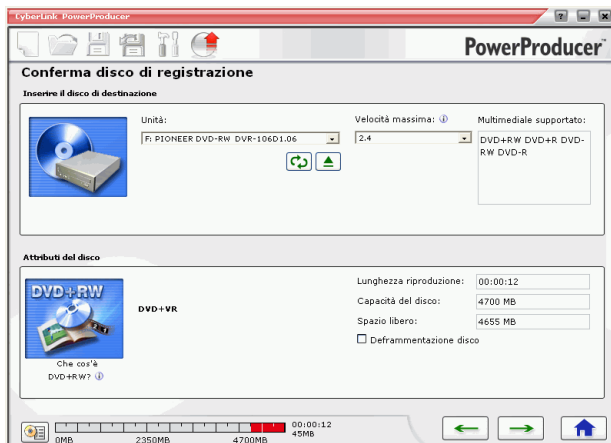 CyberLink PowerProducer
PowerProducer™
Conferma disco di registrazione
Inserire il disco di destinazione
Unità:
F: PIONEER DVD-RW DVR-106D1.06
Velocità massima:
2.4
Multimediale supportato:
DVD+RW DVD+R DVD-
RW DVD-R
Attributi del disco
DVD+RW
Che cos'è
DVD+RW?
DVD+VR
Lunghezza riproduzione: 00:00:12
Capacità del disco: 4700 MB
Spazio libero: 4655 MB
Deframmentazione disco
00:00:12
45MB
0MB 2350MB 4700MB